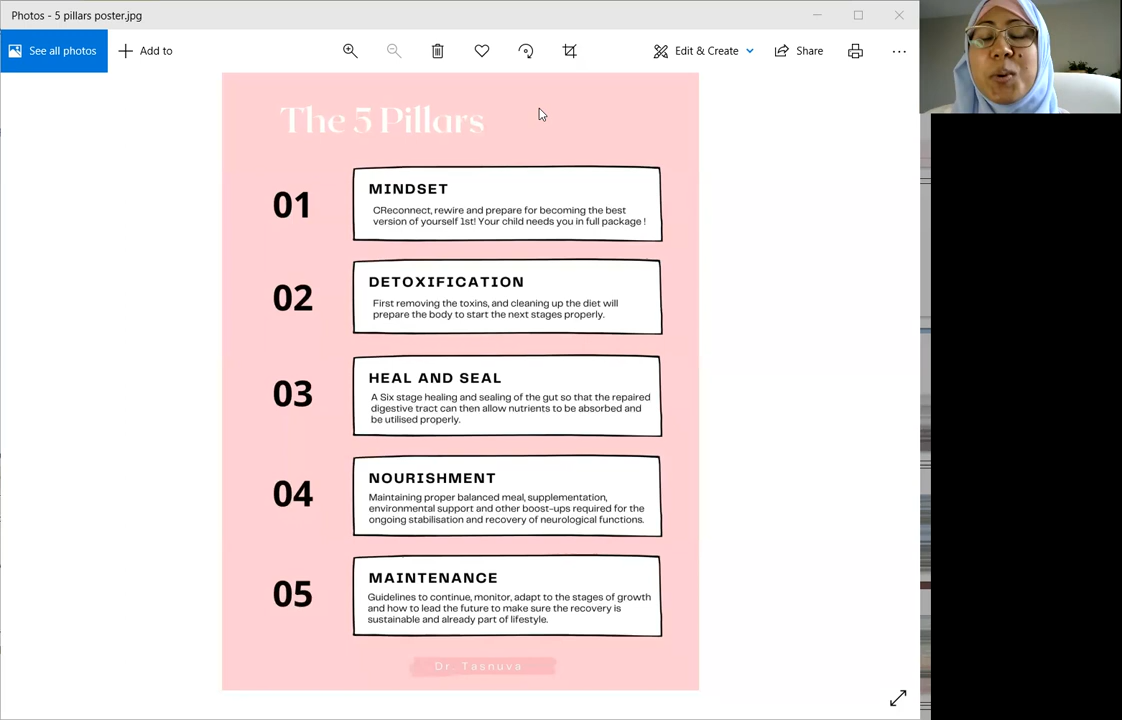 Photos - 5 pillars poster.jpg
See all photos
Add to
Edit & Create
Share
The 5 Pillars
01
MINDSET
CReconnect, rewire and prepare for becoming the best
version of yourself 1st! Your child needs you in full package !
02
DETOXIFICATION
First removing the toxins, and cleaning up the diet will
prepare the body to start the next stages properly.
03
HEAL AND SEAL
A Six stage healing and sealing of the gut so that the repaired
digestive tract can then allow nutrients to be absorbed and
be utilised properly.
04
NOURISHMENT
Maintaining proper balanced meal, supplementation,
environmental support and other boost-ups required for the
ongoing stabilisation and recovery of neurological functions.
05
MAINTENANCE
Guidelines to continue, monitor, adapt to the stages of growth
and how to lead the future to make sure the recovery is
sustainable and already part of lifestyle.
Dr. Tasnuva